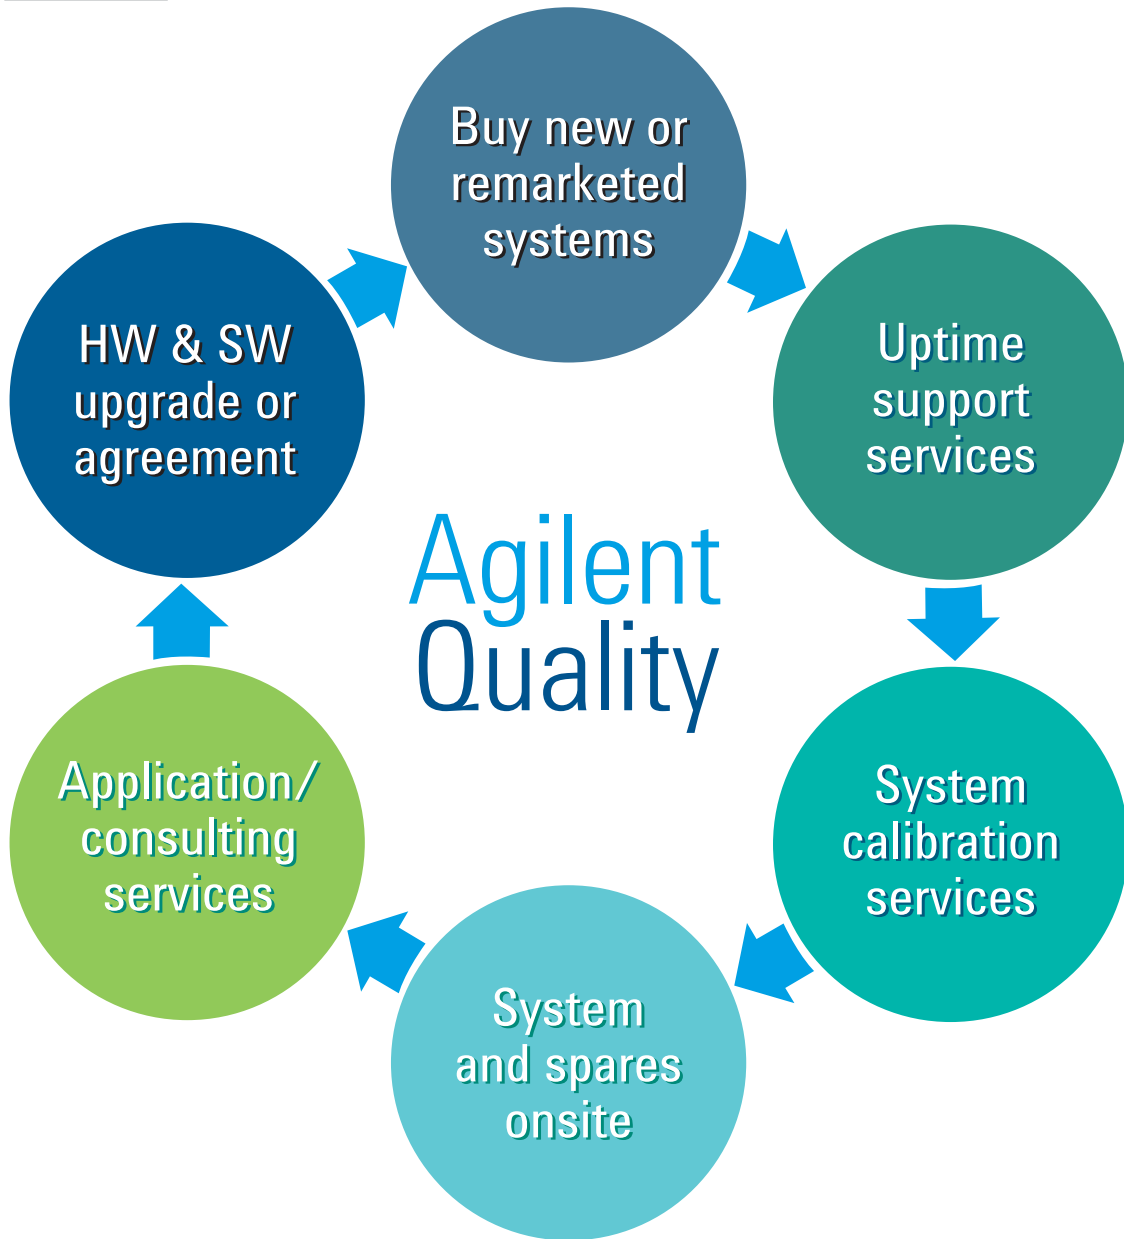 Buy new or
remarketed
systems
Uptime
support
services
System
calibration
services
System
and spares
onsite
Application/
consulting
services
HW & SW
upgrade or
agreement
Agilent
Quality